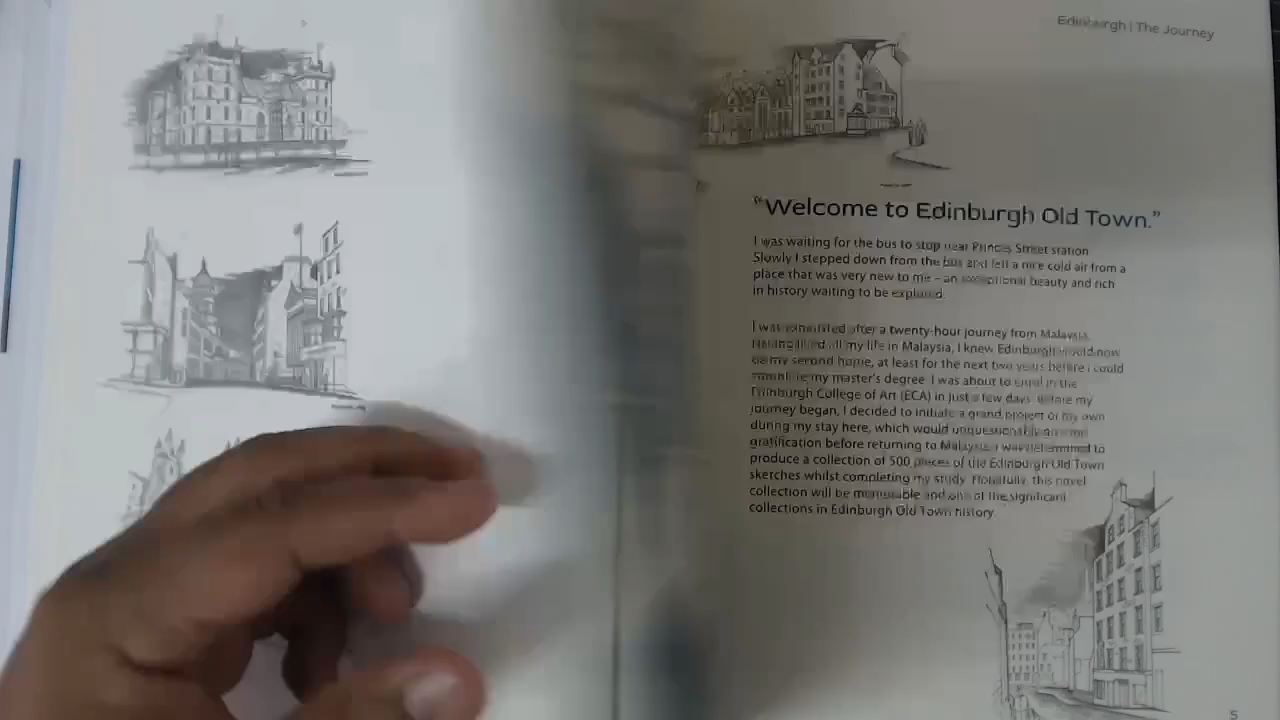 Edinburgh | The Journey
“Welcome to Edinburgh Old Town.”
I was waiting for the bus to stop near Princes Street station
Slowly I stepped down from the bus and felt a nice cold air from a
place that was very new to me – an exceptional beauty and rich
in history waiting to be explored
I was exhausted after a twenty-hour journey from Malaysia.
Having lived all my life in Malaysia, I knew Edinburgh would now
be my second home, at least for the next two years before I could
my master's degree. I was about to enrol in the
Edinburgh College of Art (ECA) in just a few days. Before my
journey began, I decided to initiate a grand project of my own
during my stay here, which would unquestionably give me
gratification before returning to Malaysia. I was determined to
produce a collection of 500 pieces of the Edinburgh Old Town
sketches whilst completing my study. Hopefully, this novel
collection will be memorable and one of the significant
collections in Edinburgh Old Town history.
5